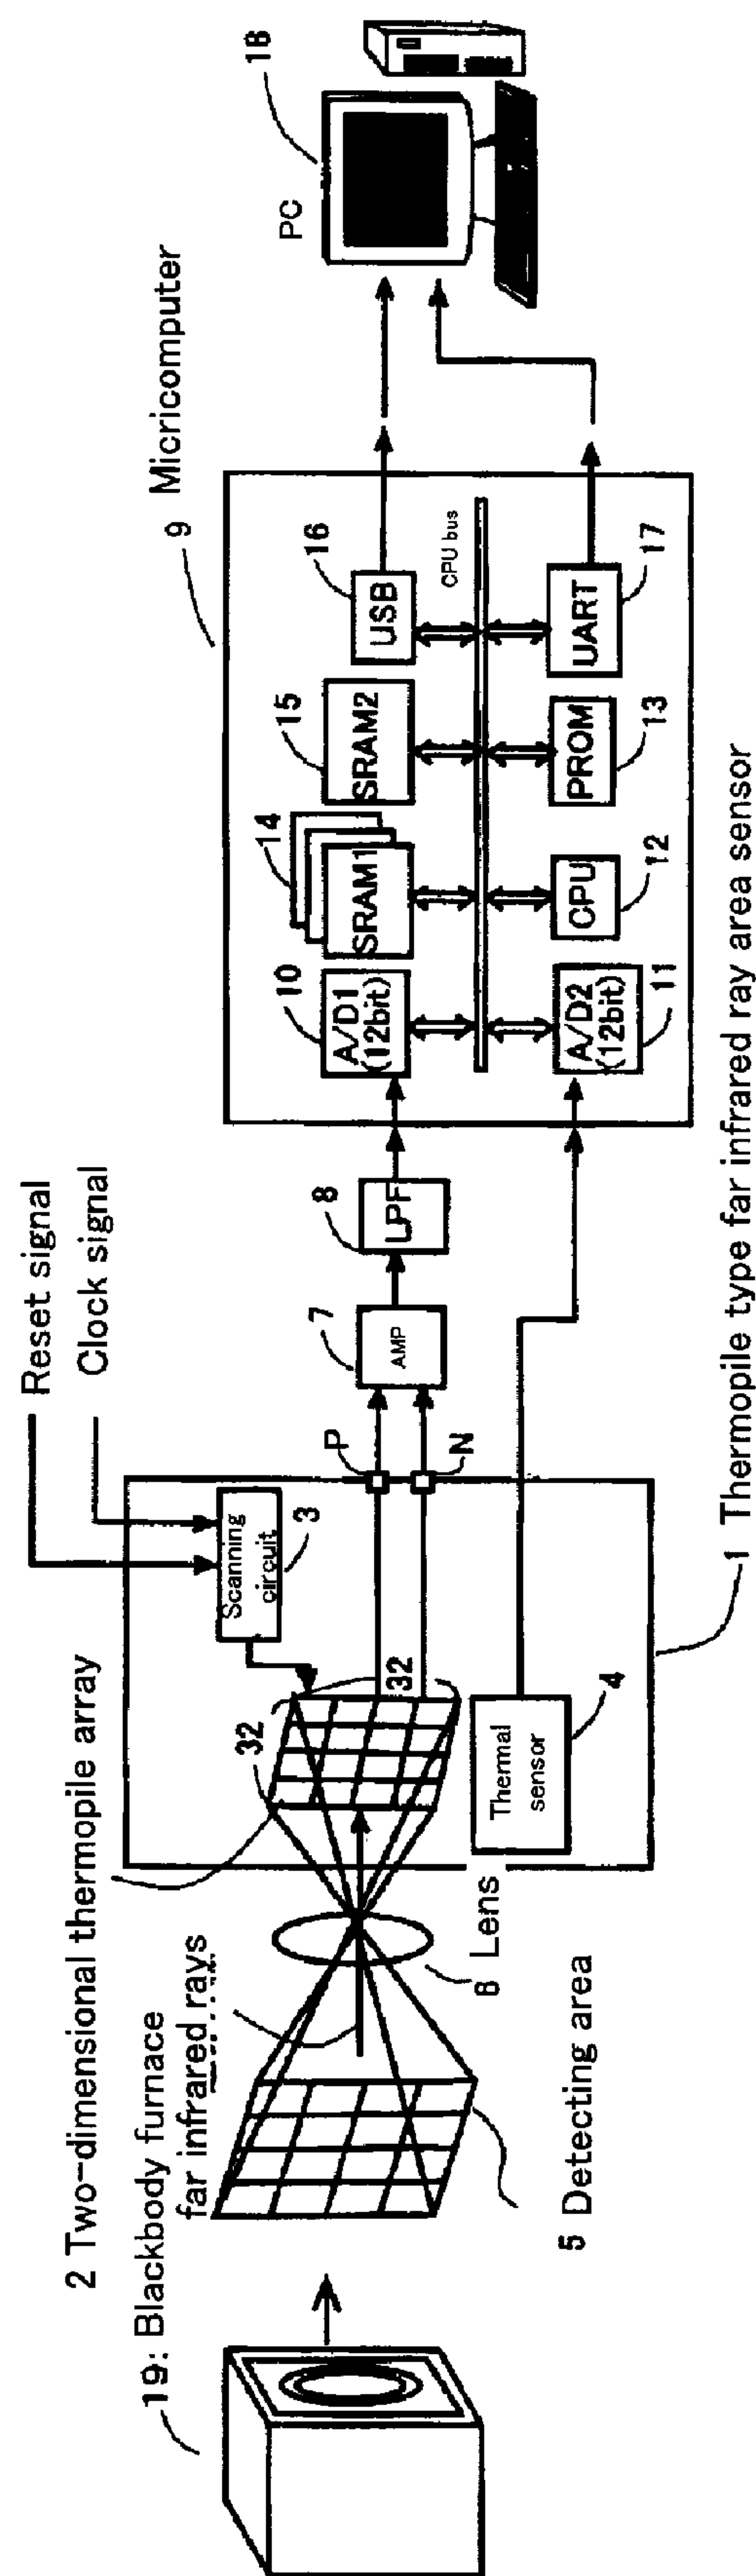 19: Blackbody furnace
far infrared rays
2 Two-dimensional thermopile array
5 Detecting area
6 Lens
32
32
Scanning
circuit
3
Thermal
sensor
4
1 Thermopile type far infrared ray area sensor
Reset signal
Clock signal
P
N
7
AMP
8
LPF
9 Micricomputer
10
A/D1
(12bit)
14
SRAM1
15
SRAM2
16
USB
CPU bus
A/D2
(12bit)
11
CPU
12
PROM
13
UART
17
PC
18